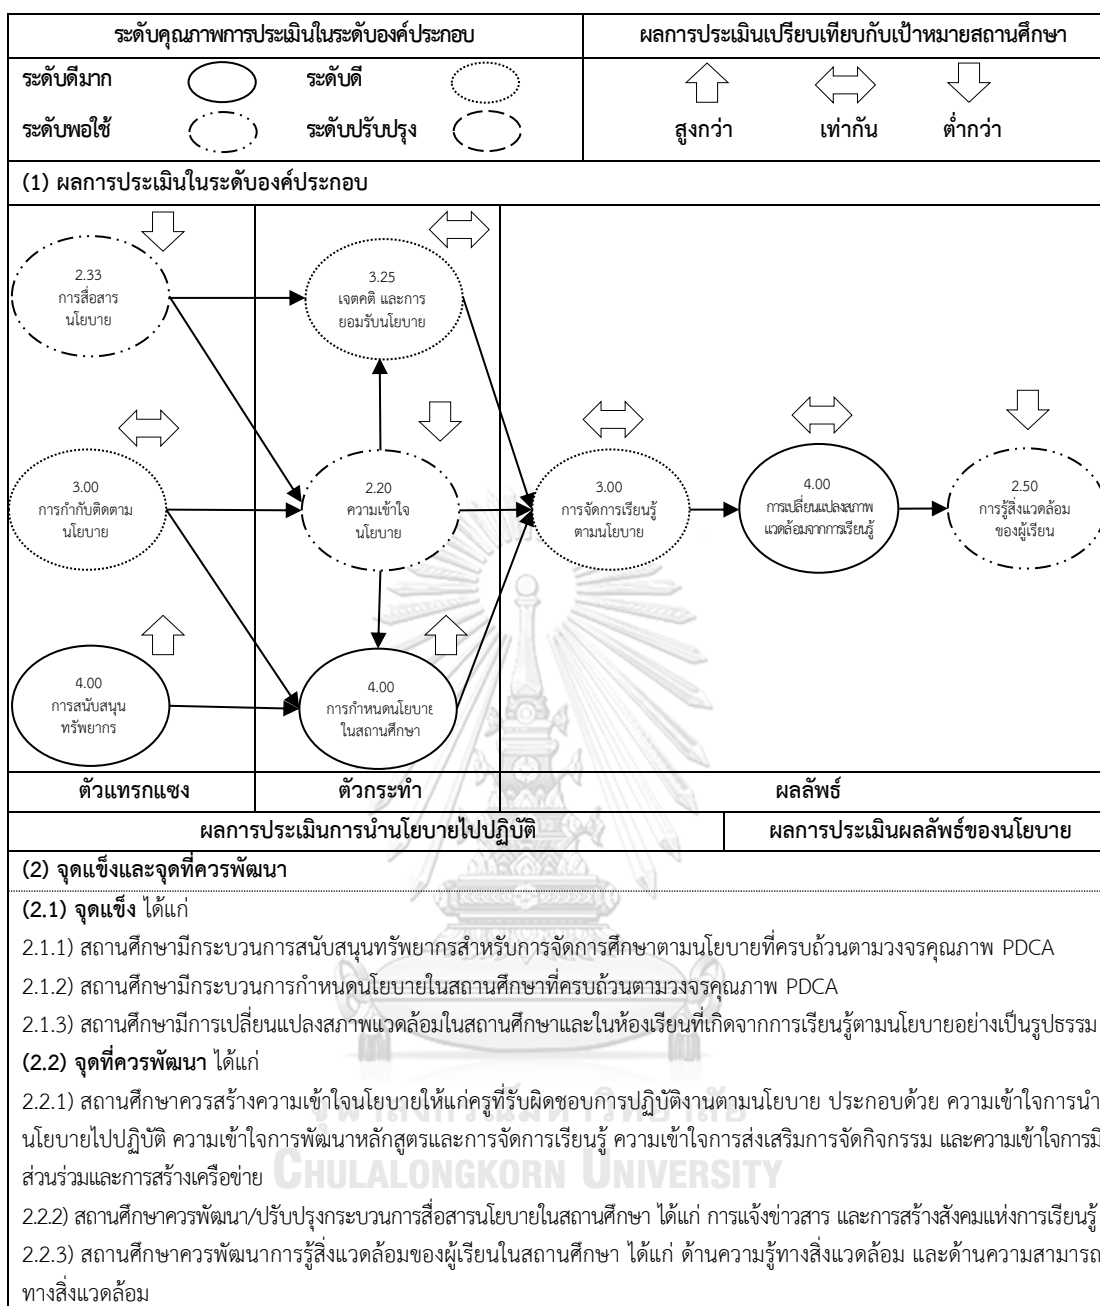 ระดับคุณภาพการประเมินในระดับองค์ประกอบ
ผลการประเมินเปรียบเทียบกับเป้าหมายสถานศึกษา
ระดับดีมาก
ระดับดี
ระดับพอใช้
ระดับปรับปรุง
สูงกว่า
เท่ากัน
ต่ำกว่า
(1) ผลการประเมินในระดับองค์ประกอบ
2.33
การสื่อสาร
นโยบาย
3.25
เจตคติ และการ
ยอมรับนโยบาย
3.00
การกำกับติดตาม
นโยบาย
2.20
ความเข้าใจ
นโยบาย
3.00
การจัดการเรียนรู้
ตามนโยบาย
4.00
การเปลี่ยนแปลงสภาพ
แวดล้อมจากการเรียนรู้
2.50
การรู้สิ่งแวดล้อม
ของผู้เรียน
4.00
การสนับสนุน
ทรัพยากร
4.00
การกำหนดนโยบาย
ในสถานศึกษา
ตัวแทรกแซง
ตัวกระทำ
ผลลัพธ์
ผลการประเมินการนำนโยบายไปปฏิบัติ
ผลการประเมินผลลัพธ์ของนโยบาย
(2) จุดแข็งและจุดที่ควรพัฒนา
(2.1) จุดแข็ง ได้แก่
2.1.1) สถานศึกษามีกระบวนการสนับสนุนทรัพยากรสำหรับการจัดการศึกษาตามนโยบายที่ครบถ้วนตามวงจรคุณภาพ PDCA
2.1.2) สถานศึกษามีกระบวนการกำหนดนโยบายในสถานศึกษาที่ครบถ้วนตามวงจรคุณภาพ PDCA
2.1.3) สถานศึกษามีการเปลี่ยนแปลงสภาพแวดล้อมในสถานศึกษาและในห้องเรียนที่เกิดจากการเรียนรู้ตามนโยบายอย่างเป็นรูปธรรม
(2.2) จุดที่ควรพัฒนา ได้แก่
2.2.1) สถานศึกษาควรสร้างความเข้าใจนโยบายให้แก่ครูที่รับผิดชอบการปฏิบัติงานตามนโยบาย ประกอบด้วย ความเข้าใจการนำ
นโยบายไปปฏิบัติ ความเข้าใจการพัฒนาหลักสูตรและการจัดการเรียนรู้ ความเข้าใจการส่งเสริมการจัดกิจกรรม และความเข้าใจการมี
ส่วนร่วมและการสร้างเครือข่าย
2.2.2) สถานศึกษาควรพัฒนา/ปรับปรุงกระบวนการสื่อสารนโยบายในสถานศึกษา ได้แก่ การแจ้งข่าวสาร และการสร้างสังคมแห่งการเรียนรู้
2.2.3) สถานศึกษาควรพัฒนาการรู้สิ่งแวดล้อมของผู้เรียนในสถานศึกษา ได้แก่ ด้านความรู้ทางสิ่งแวดล้อม และด้านความสามารถ
ทางสิ่งแวดล้อม
จุฬาลงกรณ์มหาวิทยาลัย
CHULALONGKORN UNIVERSITY